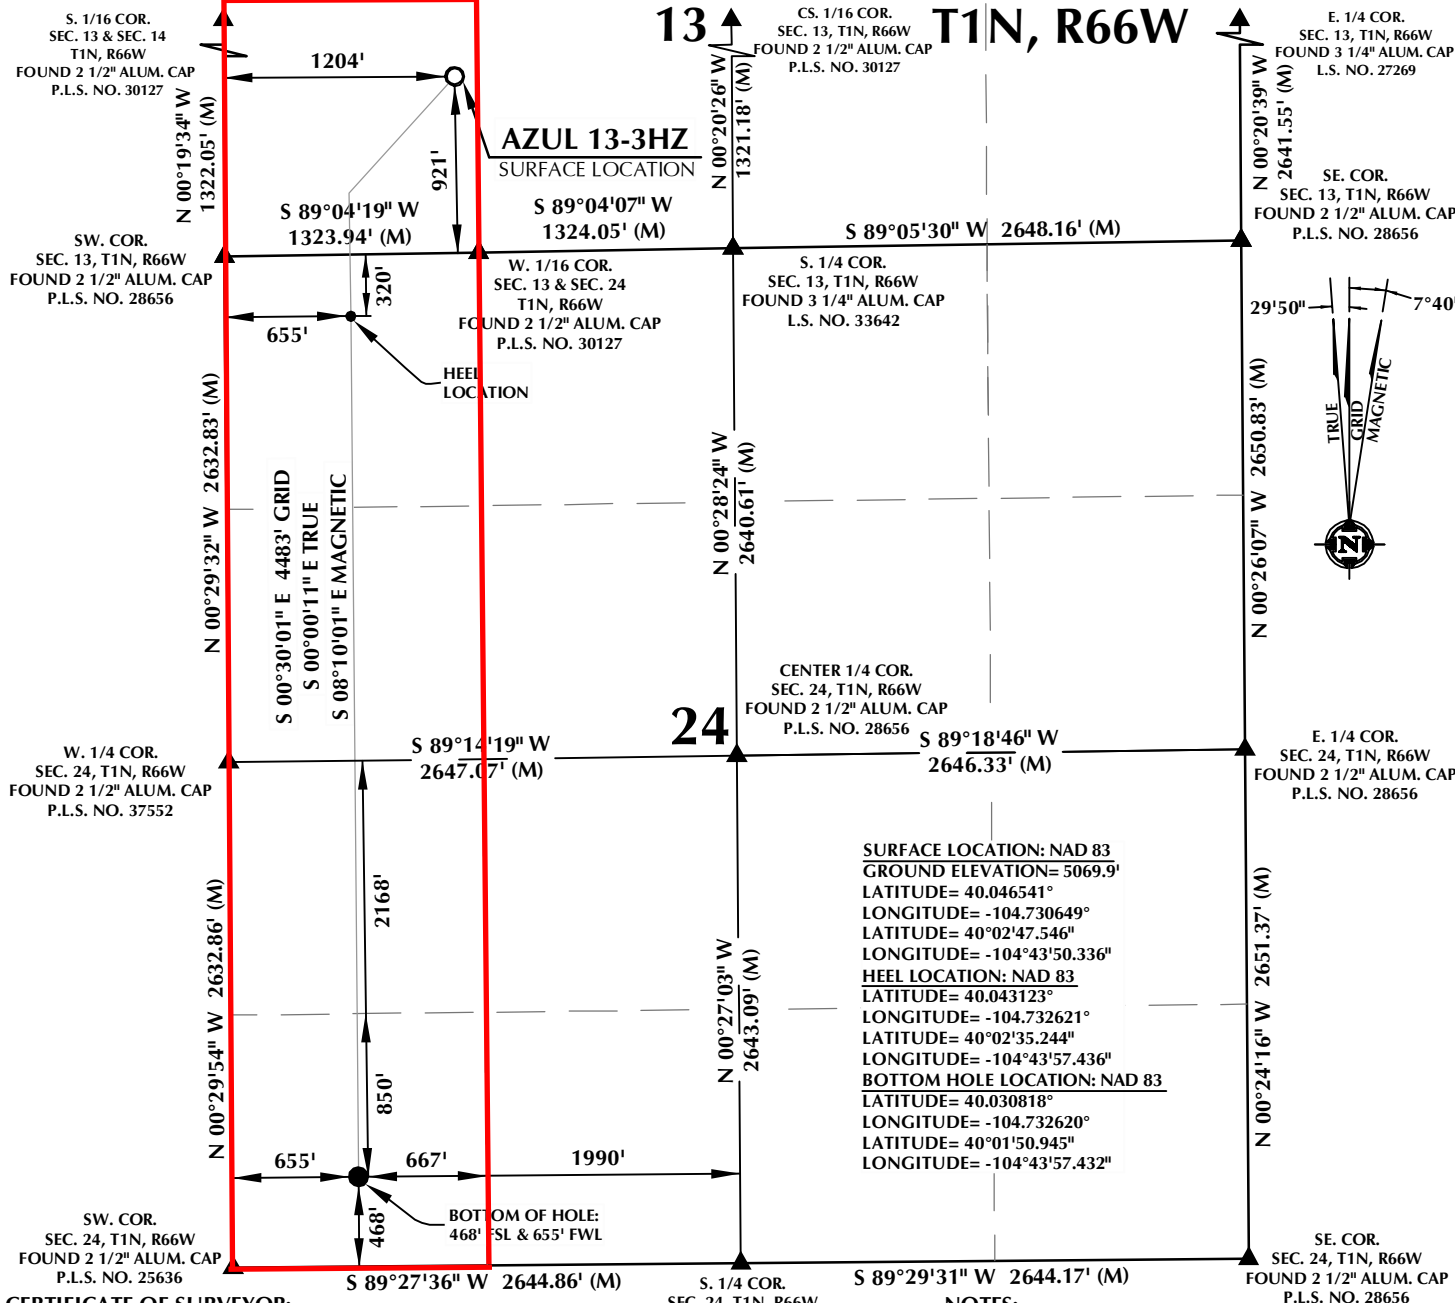 S. 1/16 COR.
SEC. 13 & SEC. 14
T1N, R66W
FOUND 2 1/2" ALUM. CAP
P.L.S. NO. 30127
13
CS. 1/16 COR.
SEC. 13, T1N, R66W
FOUND 2 1/2" ALUM. CAP
P.L.S. NO. 30127
T1N, R66W
E. 1/4 COR.
SEC. 13, T1N, R66W
FOUND 3 1/4" ALUM. CAP
L.S. NO. 27269
1204'
N 00°19'34" W
1322.05' (M)
921'
AZUL 13-3HZ
SURFACE LOCATION
N 00°20'26" W
1321.18' (M)
N 00°20'39" W
2641.55' (M)
S 89°04'19" W
1323.94' (M)
S 89°04'07" W
1324.05' (M)
S 89°05'30" W 2648.16' (M)
SE. COR.
SEC. 13, T1N, R66W
FOUND 2 1/2" ALUM. CAP
P.L.S. NO. 28656
SW. COR.
SEC. 13, T1N, R66W
FOUND 2 1/2" ALUM. CAP
P.L.S. NO. 28656
320'
655'
W. 1/16 COR.
SEC. 13 & SEC. 24
T1N, R66W
FOUND 2 1/2" ALUM. CAP
P.L.S. NO. 30127
S. 1/4 COR.
SEC. 13, T1N, R66W
FOUND 3 1/4" ALUM. CAP
L.S. NO. 33642
29'50"
7°40'
TRUE
GRID
MAGNETIC
N
HEEL
LOCATION
N 00°29'32" W 2632.83' (M)
S 00°30'01" E 4483' GRID
S 00°00'11" E TRUE
S 08°10'01" E MAGNETIC
N 00°28'24" W
2640.61' (M)
N 00°26'07" W 2650.83' (M)
CENTER 1/4 COR.
SEC. 24, T1N, R66W
FOUND 2 1/2" ALUM. CAP
P.L.S. NO. 28656
24
W. 1/4 COR.
SEC. 24, T1N, R66W
FOUND 2 1/2" ALUM. CAP
P.L.S. NO. 37552
S 89°14'19" W
2647.07' (M)
S 89°18'46" W
2646.33' (M)
E. 1/4 COR.
SEC. 24, T1N, R66W
FOUND 2 1/2" ALUM. CAP
P.L.S. NO. 28656
2168'
850'
N 00°29'54" W 2632.86' (M)
N 00°27'03" W
2643.09' (M)
N 00°24'16" W 2651.37' (M)
SURFACE LOCATION: NAD 83
GROUND ELEVATION= 5069.9'
LATITUDE= 40.046541°
LONGITUDE= -104.730649°
LATITUDE= 40°02'47.546"
LONGITUDE= -104°43'50.336"
HEEL LOCATION: NAD 83
LATITUDE= 40.043123°
LONGITUDE= -104.732621°
LATITUDE= 40°02'35.244"
LONGITUDE= -104°43'57.436"
BOTTOM HOLE LOCATION: NAD 83
LATITUDE= 40.030818°
LONGITUDE= -104.732620°
LATITUDE= 40°01'50.945"
LONGITUDE= -104°43'57.432"
655'
667'
1990'
468'
BOTTOM OF HOLE:
468' FSL & 655' FWL
SW. COR.
SEC. 24, T1N, R66W
FOUND 2 1/2" ALUM. CAP
P.L.S. NO. 25636
S 89°27'36" W 2644.86' (M)
S. 1/4 COR.
SEC. 24, T1N, R66W
S 89°29'31" W 2644.17' (M)
SE. COR.
SEC. 24, T1N, R66W
FOUND 2 1/2" ALUM. CAP
P.L.S. NO. 28656
CERTIFICATE OF SURVEYOR:
NOTES: